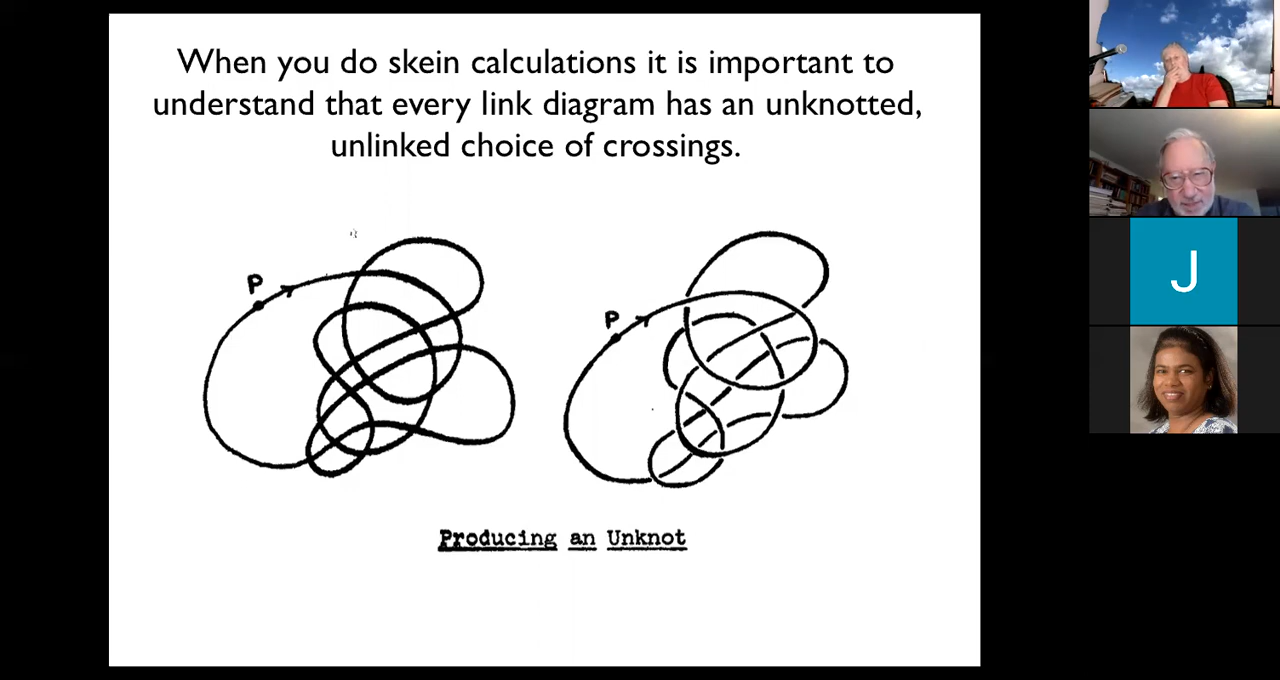 When you do skein calculations it is important to
understand that every link diagram has an unknotted,
unlinked choice of crossings.
P
P
Producing an Unknot
J